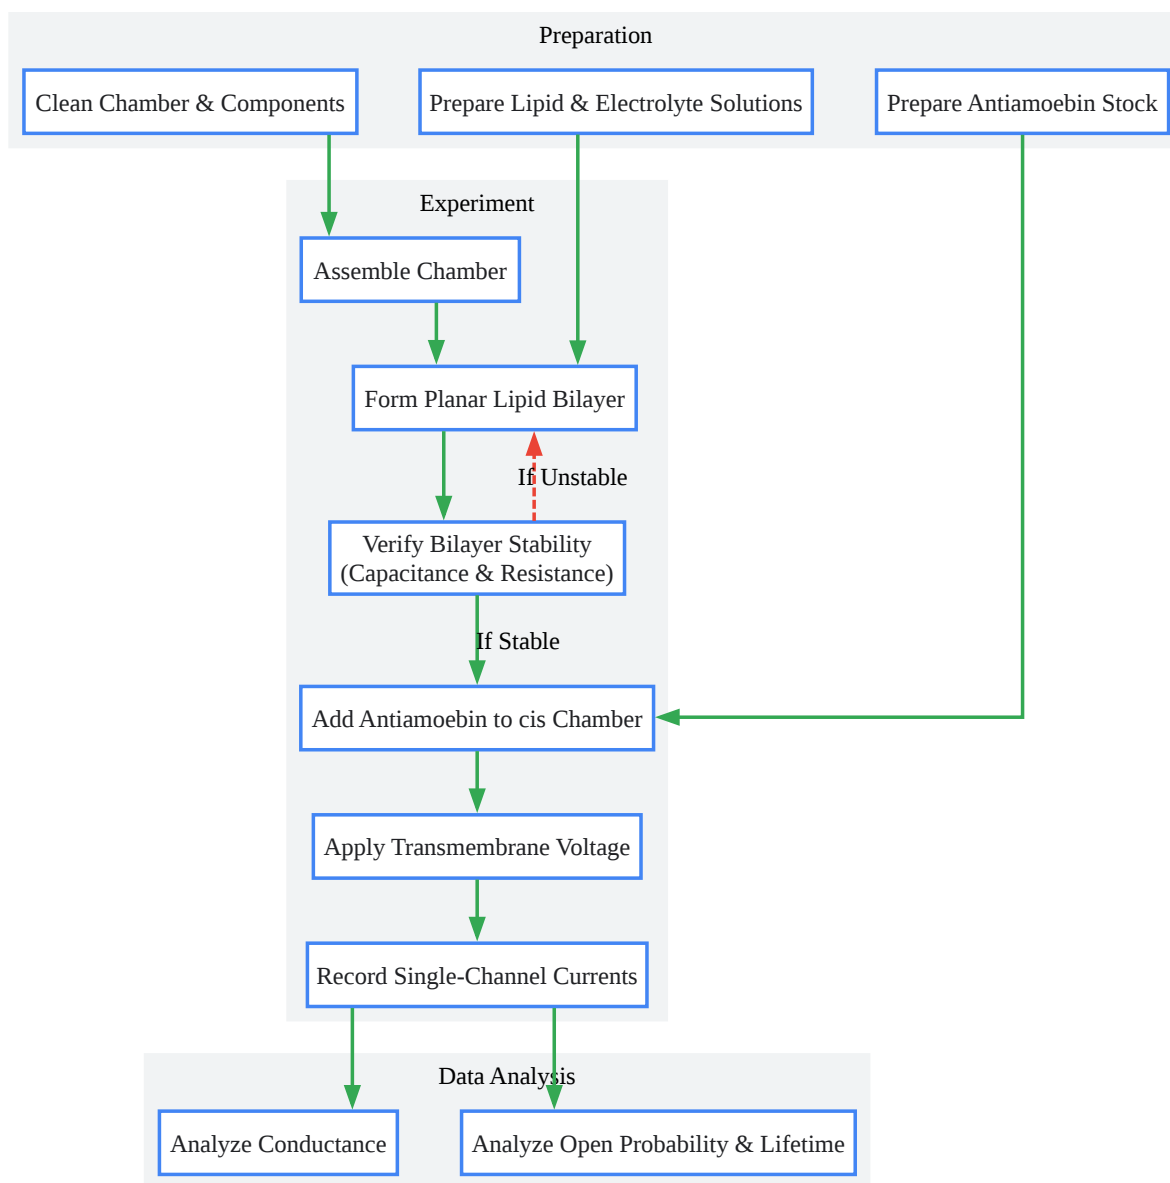 Preparation
Clean Chamber & Components
Prepare Lipid & Electrolyte Solutions
Prepare Antiamoebin Stock
Experiment
Assemble Chamber
Form Planar Lipid Bilayer
If Unstable
Verify Bilayer Stability
(Capacitance & Resistance)
If Stable
Add Antiamoebin to cis Chamber
Apply Transmembrane Voltage
Record Single-Channel Currents
Data Analysis
Analyze Conductance
Analyze Open Probability & Lifetime